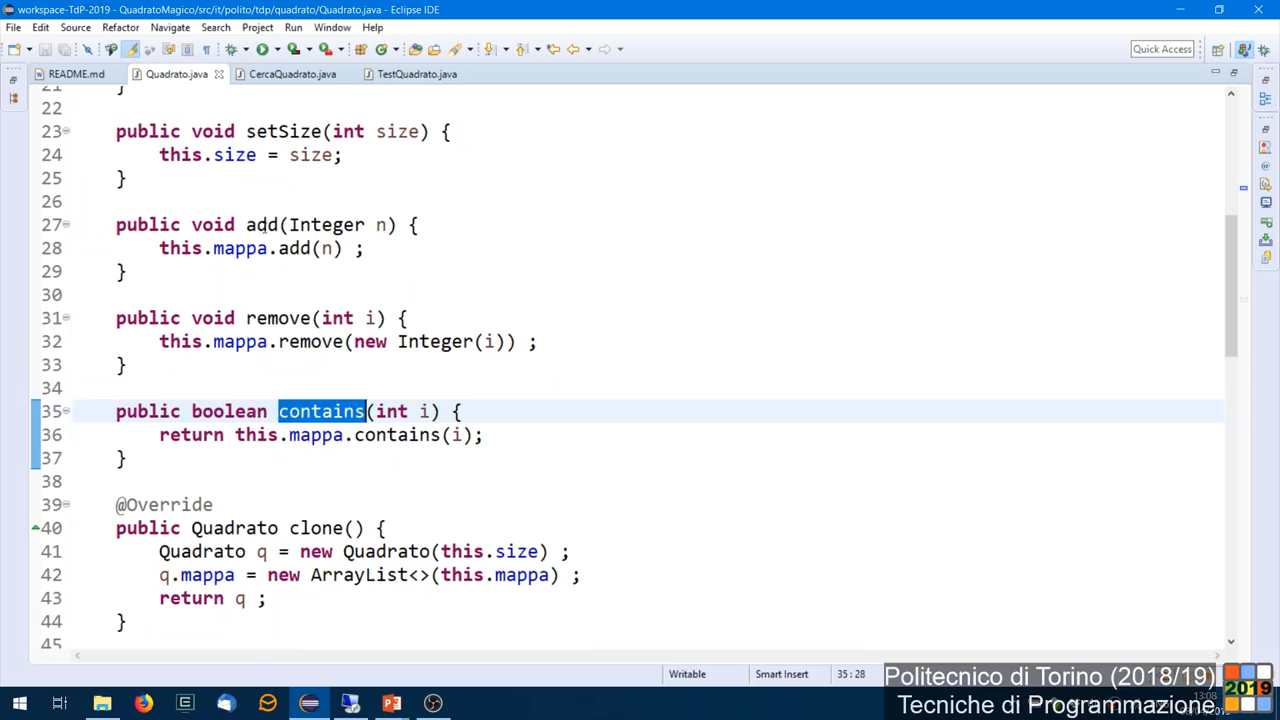 workspace-TdP-2019 - QuadratoMagico/src/it/polito/tdp/quadrato/Quadrato.java - Eclipse IDE
File Edit Source Refactor Navigate Search Project Run Window Help
Quick Access
README.md Quadrato.java CercaQuadrato.java TestQuadrato.java
21 }
22
23 public void setSize(int size) {
24 this.size = size;
25 }
26
27 public void add(Integer n) {
28 this.mappa.add(n) ;
29 }
30
31 public void remove(int i) {
32 this.mappa.remove(new Integer(i)) ;
33 }
34
35 public boolean contains(int i) {
36 return this.mappa.contains(i);
37 }
38
39 @Override
40 public Quadrato clone() {
41 Quadrato q = new Quadrato(this.size) ;
42 q.mappa = new ArrayList<>(this.mappa) ;
43 return q ;
44 }
45
Writable Smart Insert 35 : 28
Politecnico di Torino (2018/19)
Tecniche di Programmazione
2019
13:08